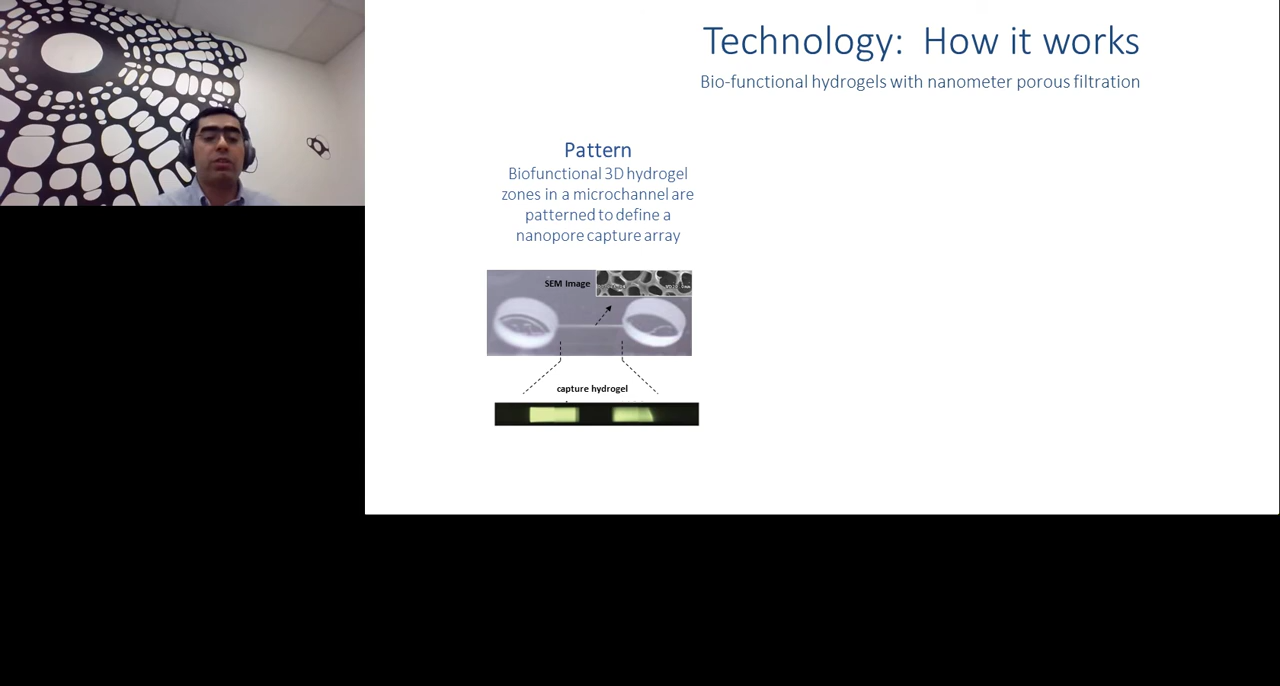 Technology:  How it works
Bio-functional hydrogels with nanometer porous filtration
Pattern
Biofunctional 3D hydrogel
zones in a microchannel are
patterned to define a
nanopore capture array
SEM Image
capture hydrogel